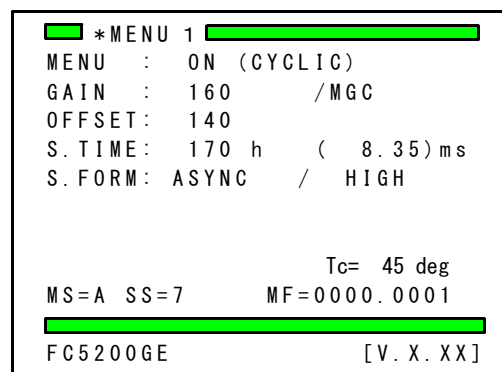 *MENU 1
MENU : ON (CYCLIC)
GAIN : 160 /MGC
OFFSET: 140
S.TIME: 170 h ( 8.35)ms
S.FORM: ASYNC / HIGH
Tc= 45 deg
MS=A SS=7 MF=0000.0001
FC5200GE [V.X.XX]